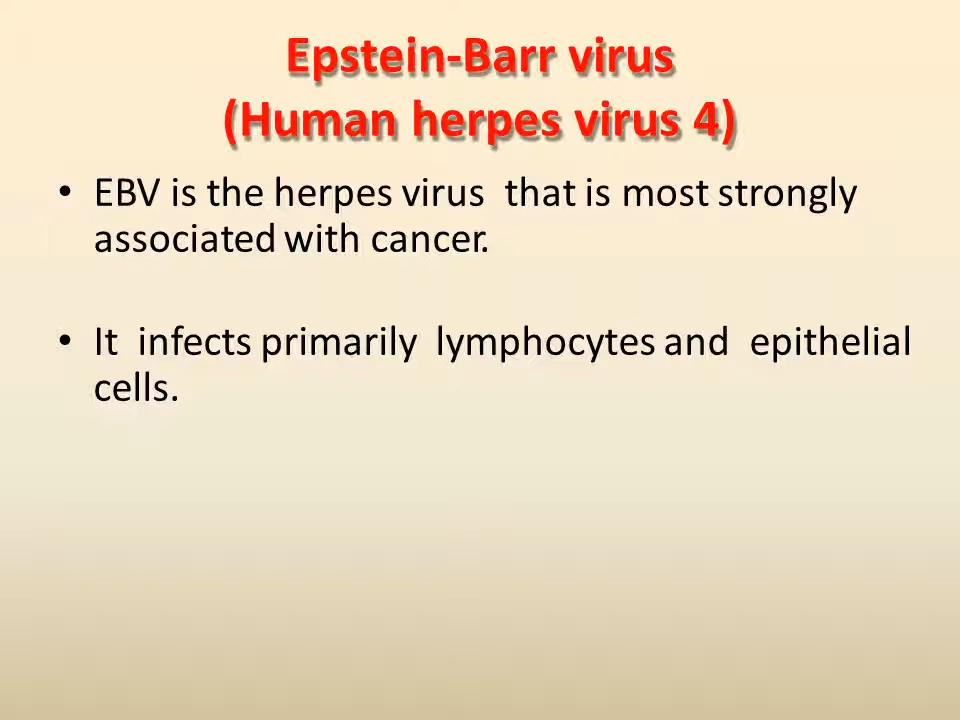 Epstein-Barr virus
(Human herpes virus 4)
• EBV is the herpes virus that is most strongly
associated with cancer.
• It infects primarily lymphocytes and epithelial
cells.